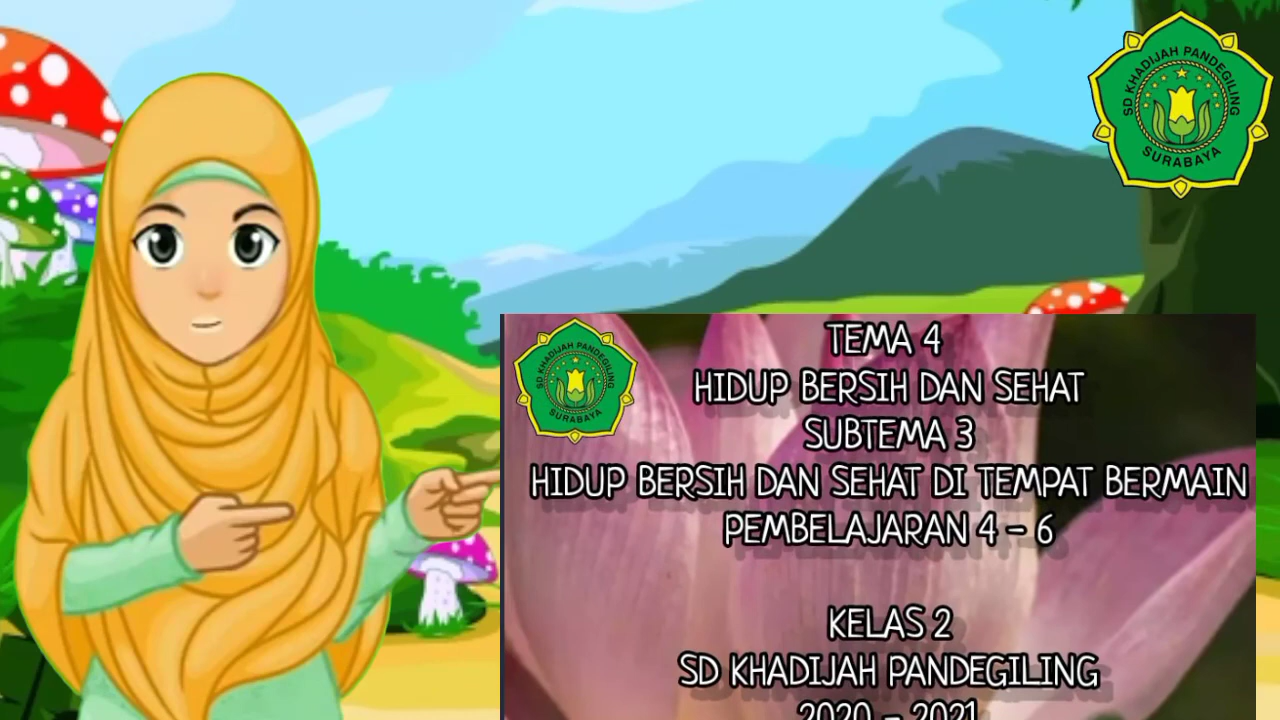 SD KHADIJAH PANDEGILING
SURABAYA
SD KHADIJAH PANDEGILING
SURABAYA
TEMA 4
HIDUP BERSIH DAN SEHAT
SUBTEMA 3
HIDUP BERSIH DAN SEHAT DI TEMPAT BERMAIN
PEMBELAJARAN 4 - 6
KELAS 2
SD KHADIJAH PANDEGILING
2020 - 2021